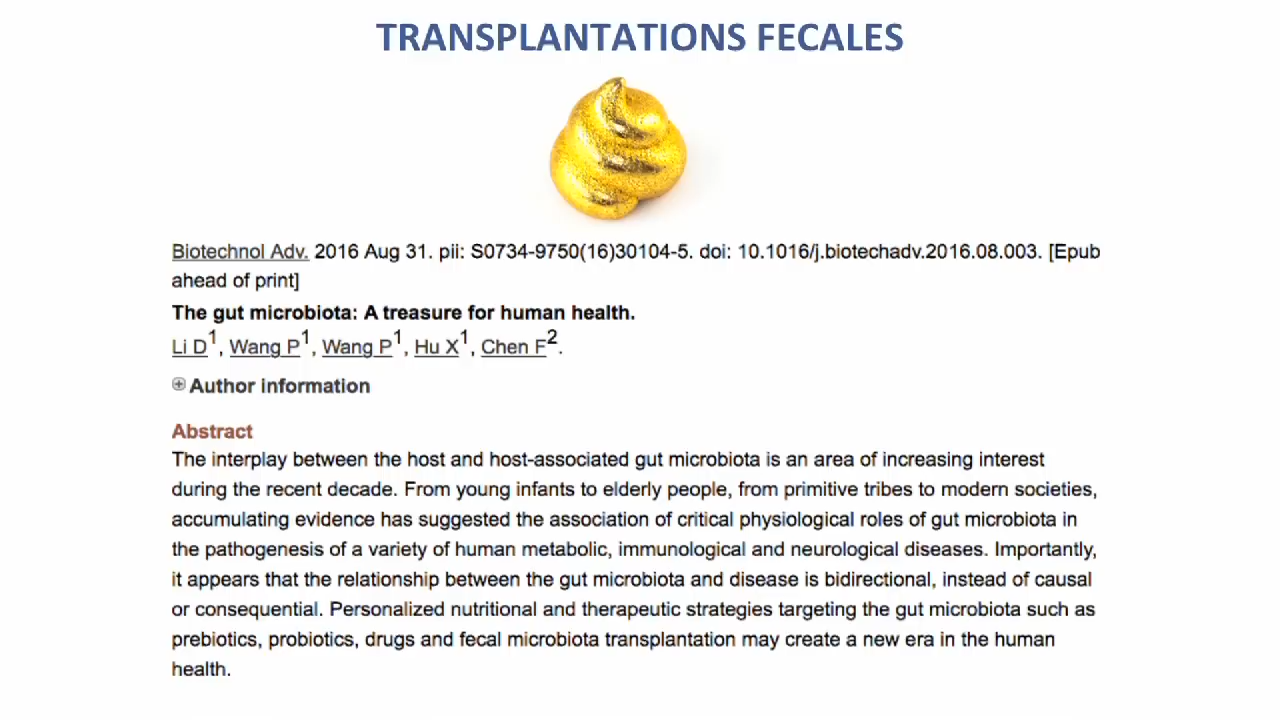 TRANSPLANTATIONS FECALES
Biotechnol Adv. 2016 Aug 31. pii: S0734-9750(16)30104-5. doi: 10.1016/j.biotechadv.2016.08.003. [Epub
ahead of print]
The gut microbiota: A treasure for human health.
Li D1, Wang P1, Wang P1, Hu X1, Chen F2.
Author information
Abstract
The interplay between the host and host-associated gut microbiota is an area of increasing interest
during the recent decade. From young infants to elderly people, from primitive tribes to modern societies,
accumulating evidence has suggested the association of critical physiological roles of gut microbiota in
the pathogenesis of a variety of human metabolic, immunological and neurological diseases. Importantly,
it appears that the relationship between the gut microbiota and disease is bidirectional, instead of causal
or consequential. Personalized nutritional and therapeutic strategies targeting the gut microbiota such as
prebiotics, probiotics, drugs and fecal microbiota transplantation may create a new era in the human
health.